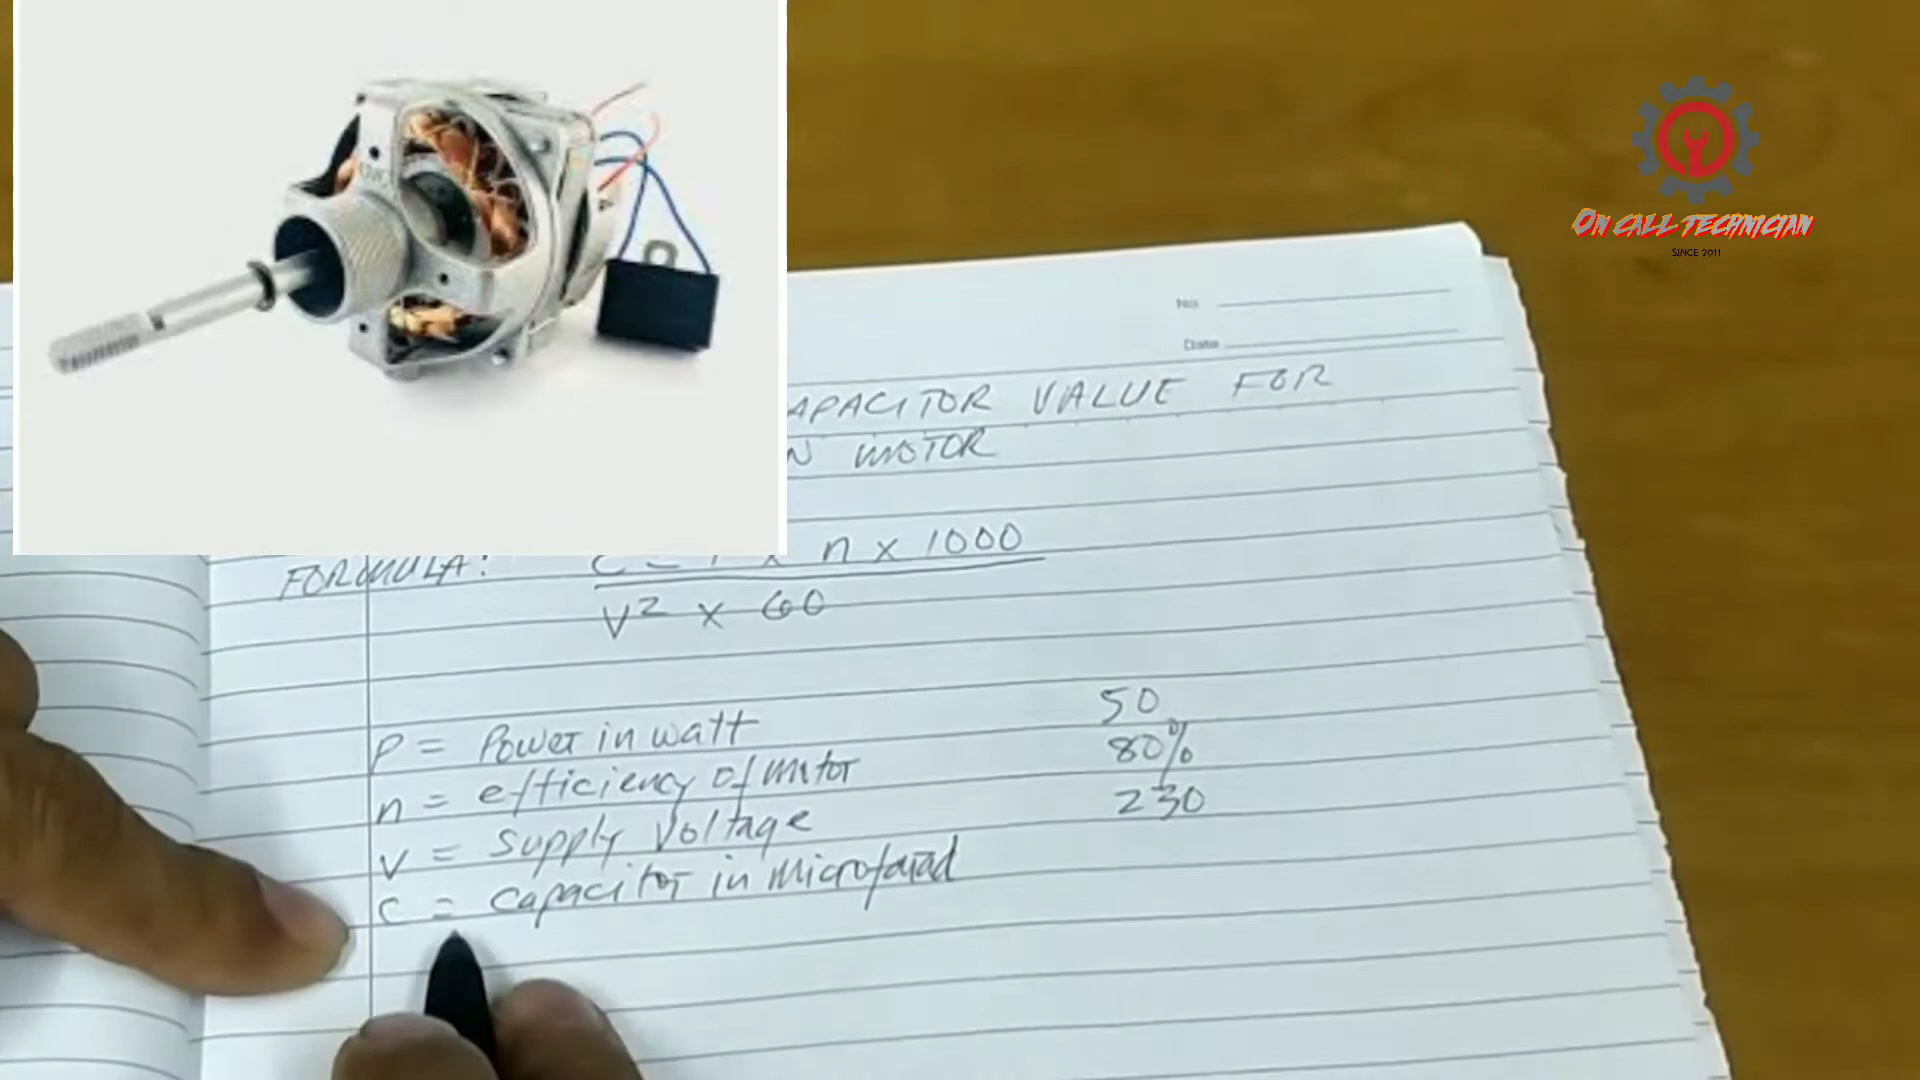 ON CALL TECHNICIAN
SINCE 2011
No.
Date
APACITOR VALUE FOR
N MOTOR
FORMULA: n x 1000
V² x 60
P = Power in watt 50
n = efficiency of motor 80%
V = Supply Voltage 230
C = Capacitor in microfarad